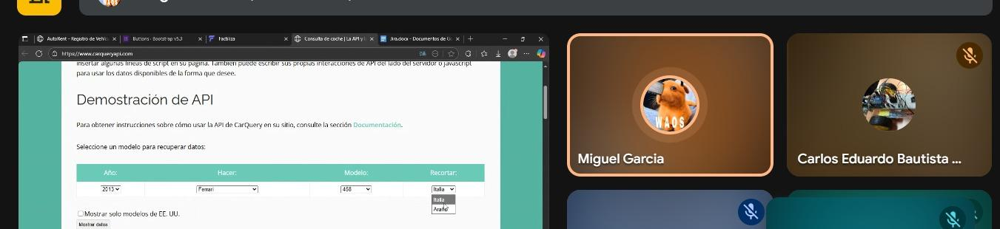 AutoRent - Registro de Vehíc
Buttons · Bootstrap v5.3
Factiliza
Consulta de coche | La API y l
Jira.docx - Documentos de Go
https://www.carqueryapi.com
insertar algunas líneas de script en su página. También puede escribir sus propias interacciones de API del lado del servidor o javascript
para usar los datos disponibles de la forma que desee.
Demostración de API
Para obtener instrucciones sobre cómo usar la API de CarQuery en su sitio, consulte la sección Documentación.
Seleccione un modelo para recuperar datos:
Año: Hacer: Modelo: Recortar:
2013 Ferrari 458 Italia
Italia
Araña
Mostrar solo modelos de EE. UU.
Mostrar datos
WAOS
Miguel Garcia
Carlos Eduardo Bautista ...